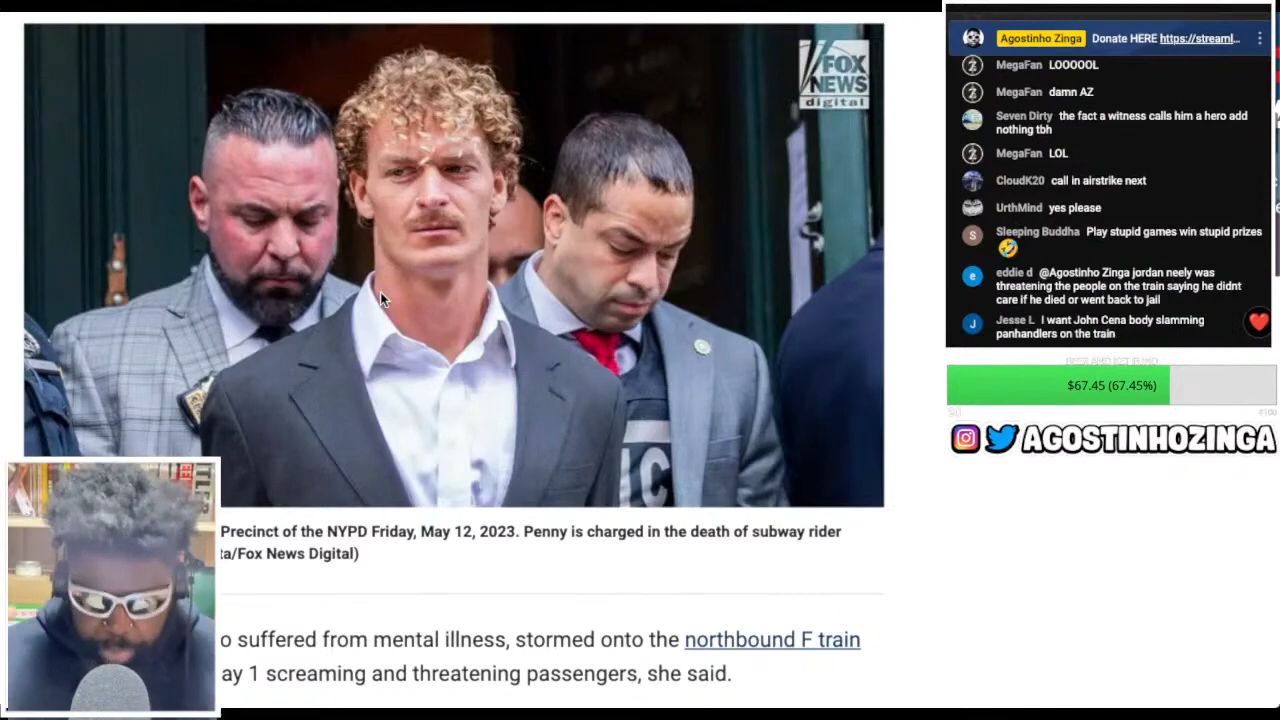 FOX
NEWS
digital
Precinct of the NYPD Friday, May 12, 2023. Penny is charged in the death of subway rider
ta/Fox News Digital)
o suffered from mental illness, stormed onto the northbound F train
ay 1 screaming and threatening passengers, she said.
Agostinho Zinga Donate HERE https://streaml...
MegaFan LOOOOOL
MegaFan damn AZ
Seven Dirty the fact a witness calls him a hero add
nothing tbh
MegaFan LOL
CloudK20 call in airstrike next
UrthMind yes please
Sleeping Buddha Play stupid games win stupid prizes
🤣
eddie d @Agostinho Zinga jordan neely was
threatening the people on the train saying he didnt
care if he died or went back to jail
Jesse L I want John Cena body slamming
panhandlers on the train
$67.45 (67.45%)
$0 $100
AGOSTINHOZINGA